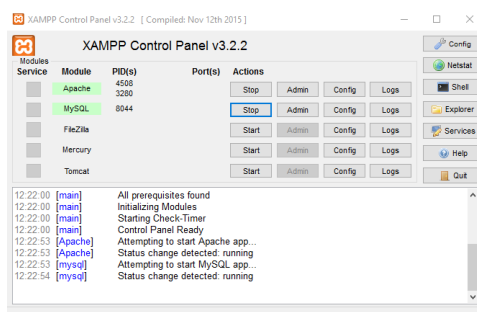 XAMPP Control Panel v3.2.2 [ Compiled: Nov 12th 2015 ]
XAMPP Control Panel v3.2.2
Config
Modules
Service Module PID(s) Port(s) Actions
Netstat
Apache 4508 3280 Stop Admin Config Logs
Shell
MySQL 8044 Stop Admin Config Logs
Explorer
FileZilla Start Admin Config Logs
Services
Mercury Start Admin Config Logs
Help
Tomcat Start Admin Config Logs
Quit
12:22:00 [main] All prerequisites found
12:22:00 [main] Initializing Modules
12:22:00 [main] Starting Check-Timer
12:22:00 [main] Control Panel Ready
12:22:53 [Apache] Attempting to start Apache app...
12:22:53 [Apache] Status change detected: running
12:22:53 [mysql] Attempting to start MySQL app...
12:22:54 [mysql] Status change detected: running